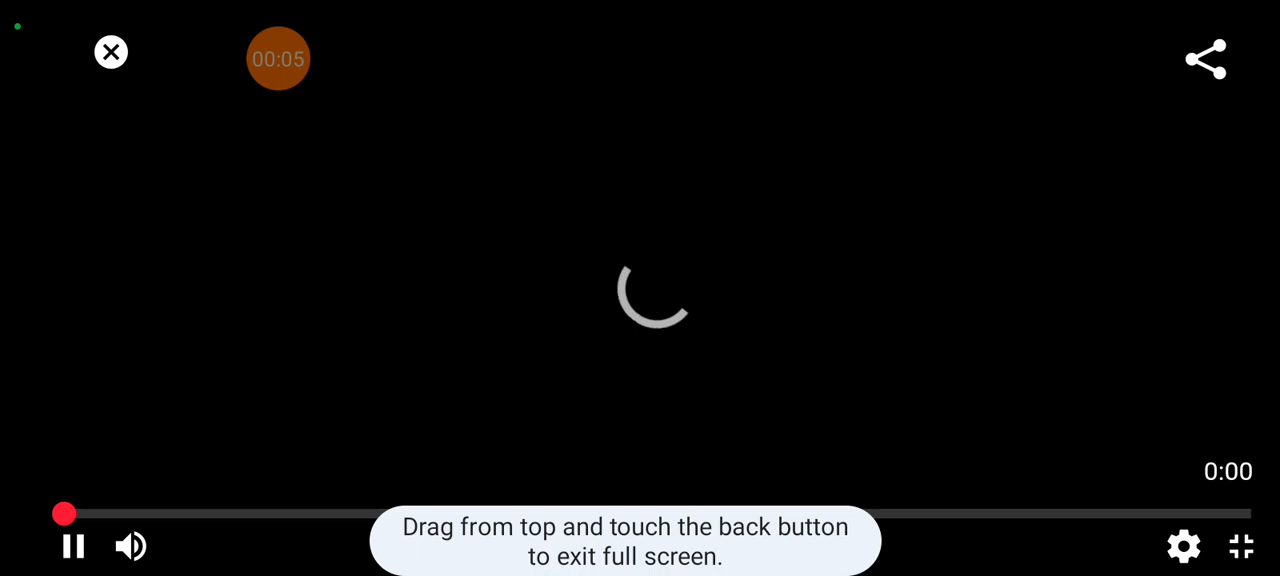 00:05
0:00
Drag from top and touch the back button
to exit full screen.